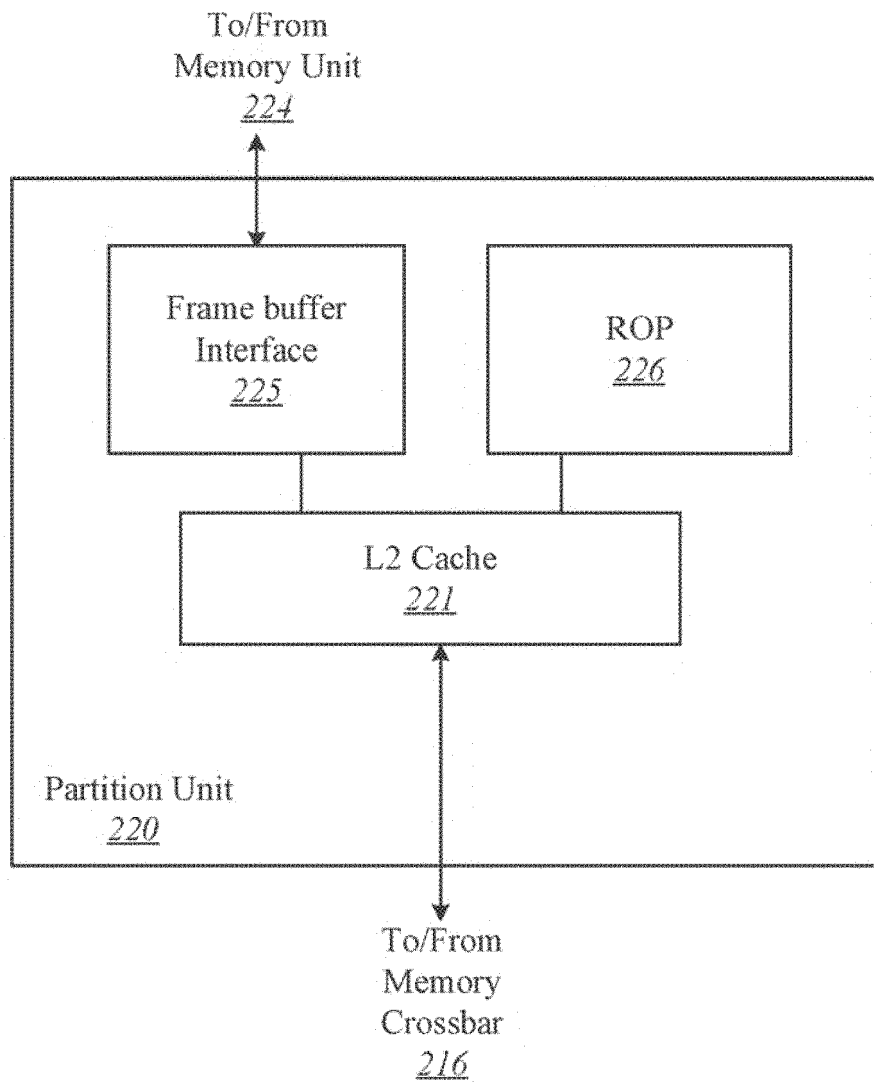 To/From
Memory Unit
224
Frame buffer
Interface
225
ROP
226
L2 Cache
221
Partition Unit
220
To/From
Memory
Crossbar
216